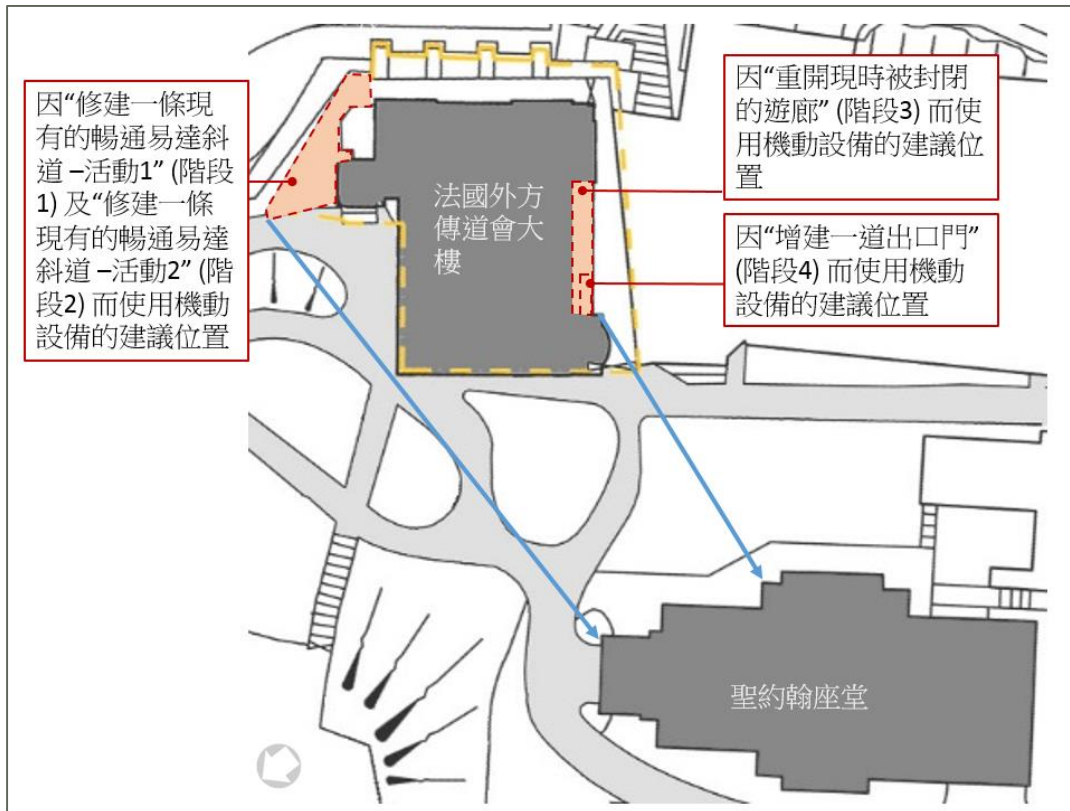 因“修建一條現
有的暢通易達斜
道 –活動1” (階段
1) 及“修建一條
現有的暢通易達
斜道 –活動2” (階
段2) 而使用機動
設備的建議位置
因“重開現時被封閉
的遊廊” (階段3) 而使
用機動設備的建議位
置
因“增建一道出口門”
(階段4) 而使用機動
設備的建議位置
法國外方
傳道會大
樓
聖約翰座堂